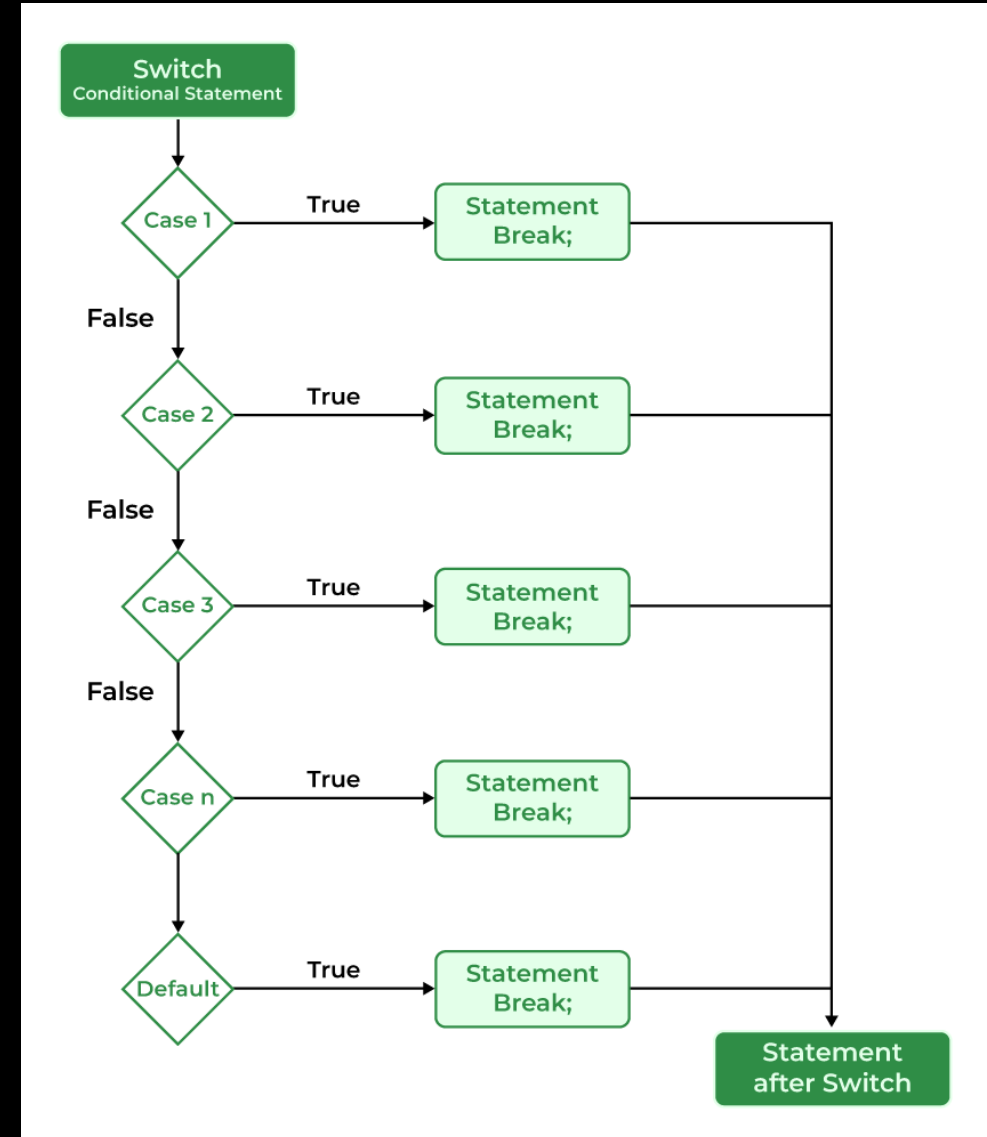 Switch
Conditional Statement
Case 1
True
Statement
Break;
False
Case 2
True
Statement
Break;
False
Case 3
True
Statement
Break;
False
Case n
True
Statement
Break;
Default
True
Statement
Break;
Statement
after Switch